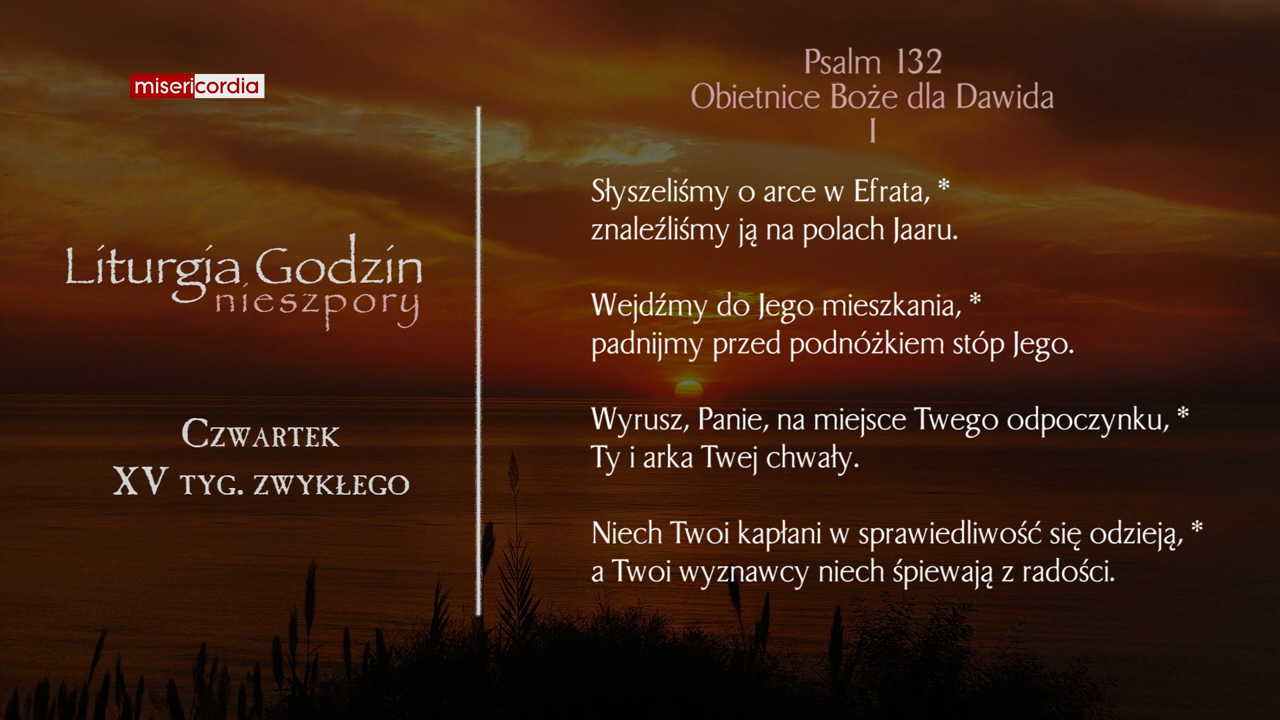 misericordia
Liturgia Godzin
nieszpory
Czwartek
XV tyg. zwykłego
Psalm 132
Obietnice Boże dla Dawida
I
Słyszeliśmy o arce w Efrata, *
znaleźliśmy ją na polach Jaaru.
Wejdźmy do Jego mieszkania, *
padnijmy przed podnóżkiem stóp Jego.
Wyrusz, Panie, na miejsce Twego odpoczynku, *
Ty i arka Twej chwały.
Niech Twoi kapłani w sprawiedliwość się odzieją, *
a Twoi wyznawcy niech śpiewają z radości.